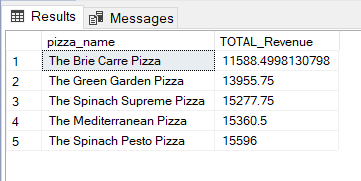 Results Messages
pizza_name TOTAL_Revenue
1 The Brie Carre Pizza 11588.4998130798
2 The Green Garden Pizza 13955.75
3 The Spinach Supreme Pizza 15277.75
4 The Mediterranean Pizza 15360.5
5 The Spinach Pesto Pizza 15596